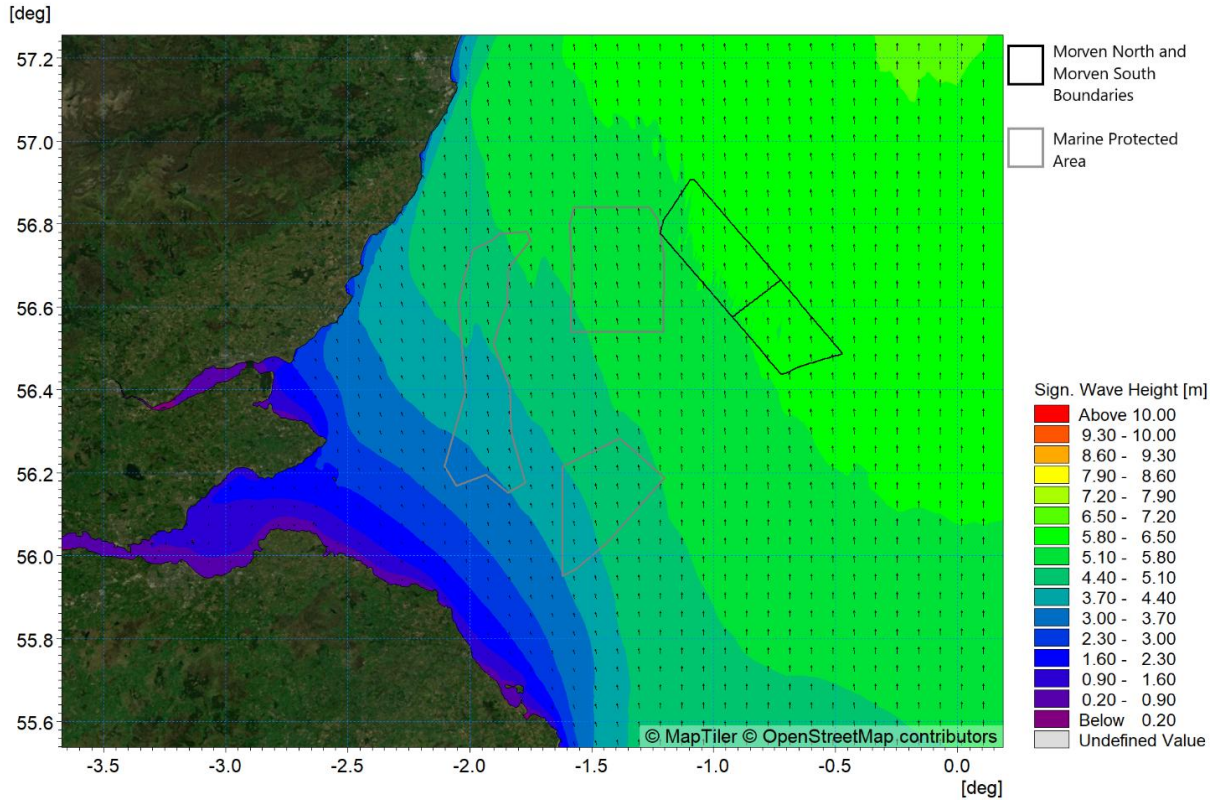 [deg]
57.2
57.0
56.8
56.6
56.4
56.2
56.0
55.8
55.6
-3.5
-3.0
-2.5
-2.0
-1.5
-1.0
-0.5
0.0
[deg]
© MapTiler © OpenStreetMap contributors
Morven North and
Morven South
Boundaries
Marine Protected
Area
Sign. Wave Height [m]
Above 10.00
9.30 - 10.00
8.60 - 9.30
7.90 - 8.60
7.20 - 7.90
6.50 - 7.20
5.80 - 6.50
5.10 - 5.80
4.40 - 5.10
3.70 - 4.40
3.00 - 3.70
2.30 - 3.00
1.60 - 2.30
0.90 - 1.60
0.20 - 0.90
Below 0.20
Undefined Value